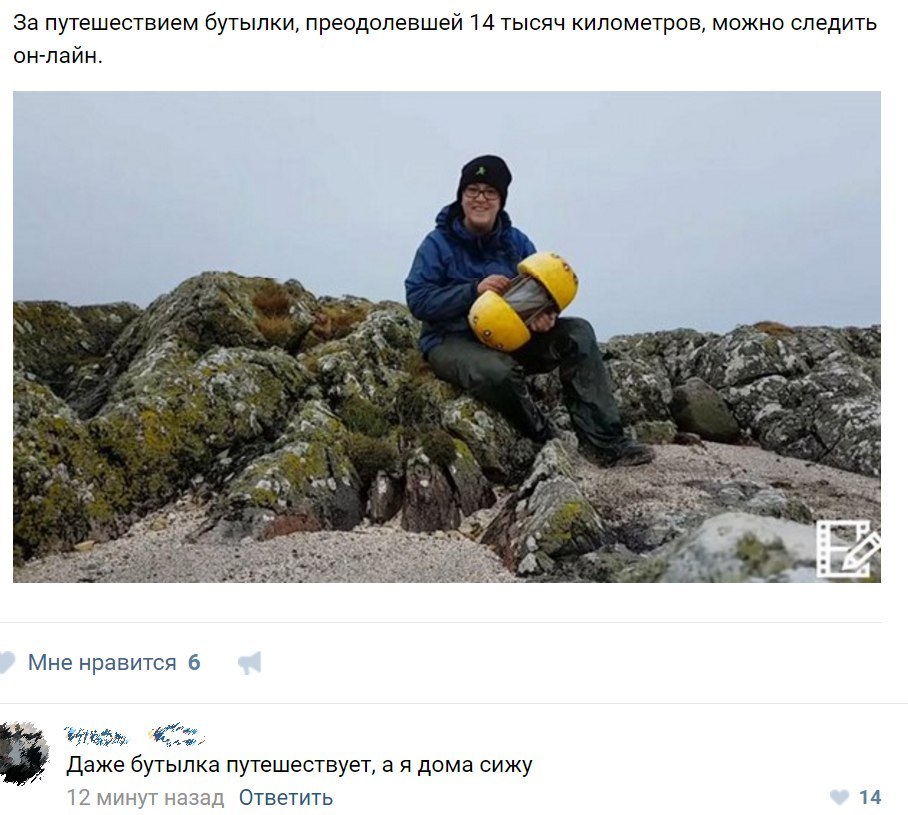 За путешествием бутылки, преодолевшей 14 тысяч километров, можно следить
он-лайн.
Мне нравится 6
Даже бутылка путешествует, а я дома сижу
12 минут назад Ответить
14